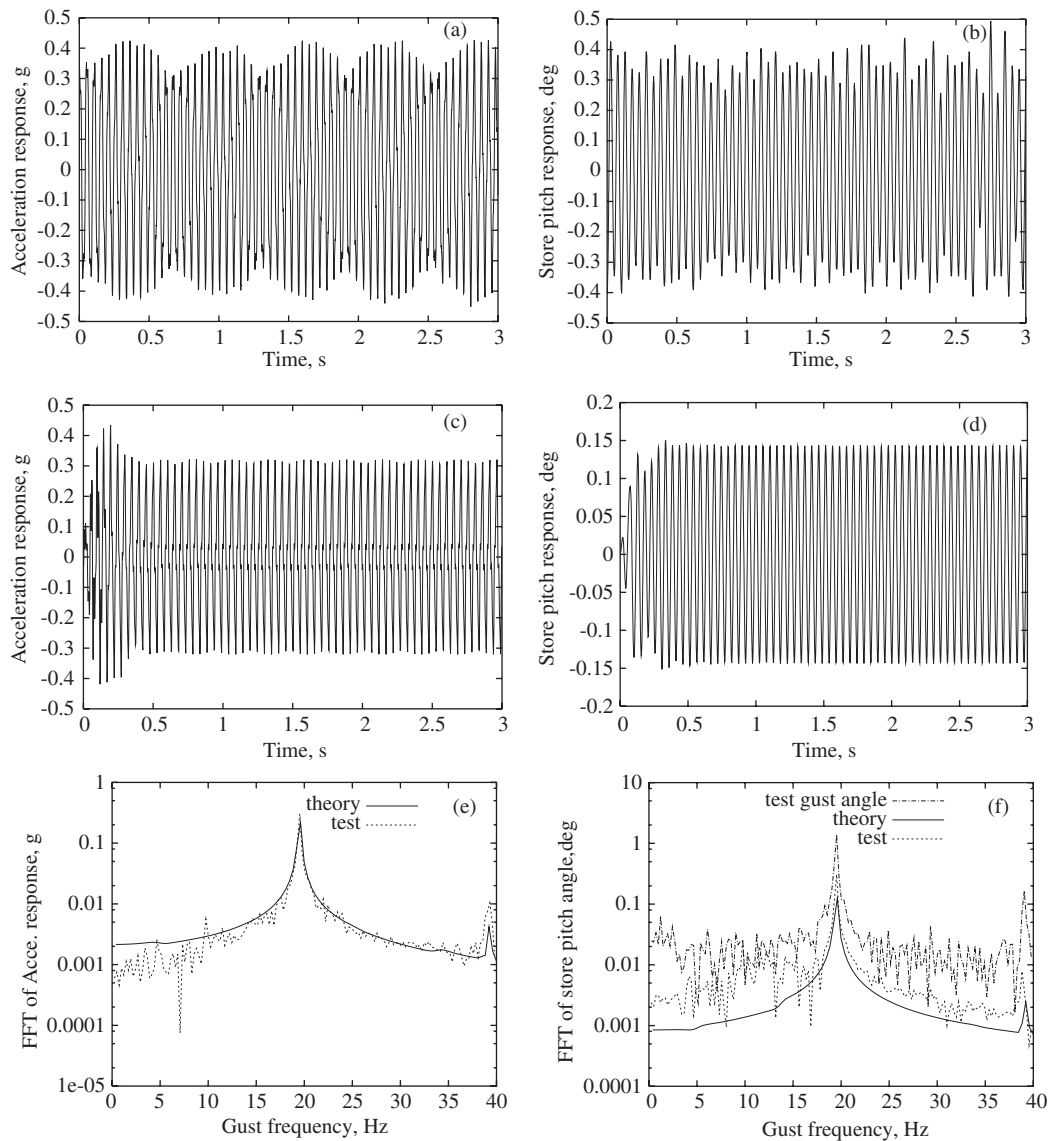 (a)
Acceleration response, g
0.5
0.4
0.3
0.2
0.1
0
-0.1
-0.2
-0.3
-0.4
-0.5
0 0.5 1 1.5 2 2.5 3
Time, s
(b)
Store pitch response, deg
0.5
0.4
0.3
0.2
0.1
0
-0.1
-0.2
-0.3
-0.4
-0.5
0 0.5 1 1.5 2 2.5 3
Time, s
(c)
Acceleration response, g
0.5
0.4
0.3
0.2
0.1
0
-0.1
-0.2
-0.3
-0.4
-0.5
0 0.5 1 1.5 2 2.5 3
Time, s
(d)
Store pitch response, deg
0.2
0.15
0.1
0.05
0
-0.05
-0.1
-0.15
-0.2
0 0.5 1 1.5 2 2.5 3
Time, s
(e)
theory
test
FFT of Acce. response, g
1
0.1
0.01
0.001
0.0001
1e-05
0 5 10 15 20 25 30 35 40
Gust frequency, Hz
(f)
test gust angle
theory
test
FFT of store pitch angle,deg
10
1
0.1
0.01
0.001
0.0001
0 5 10 15 20 25 30 35 40
Gust frequency, Hz